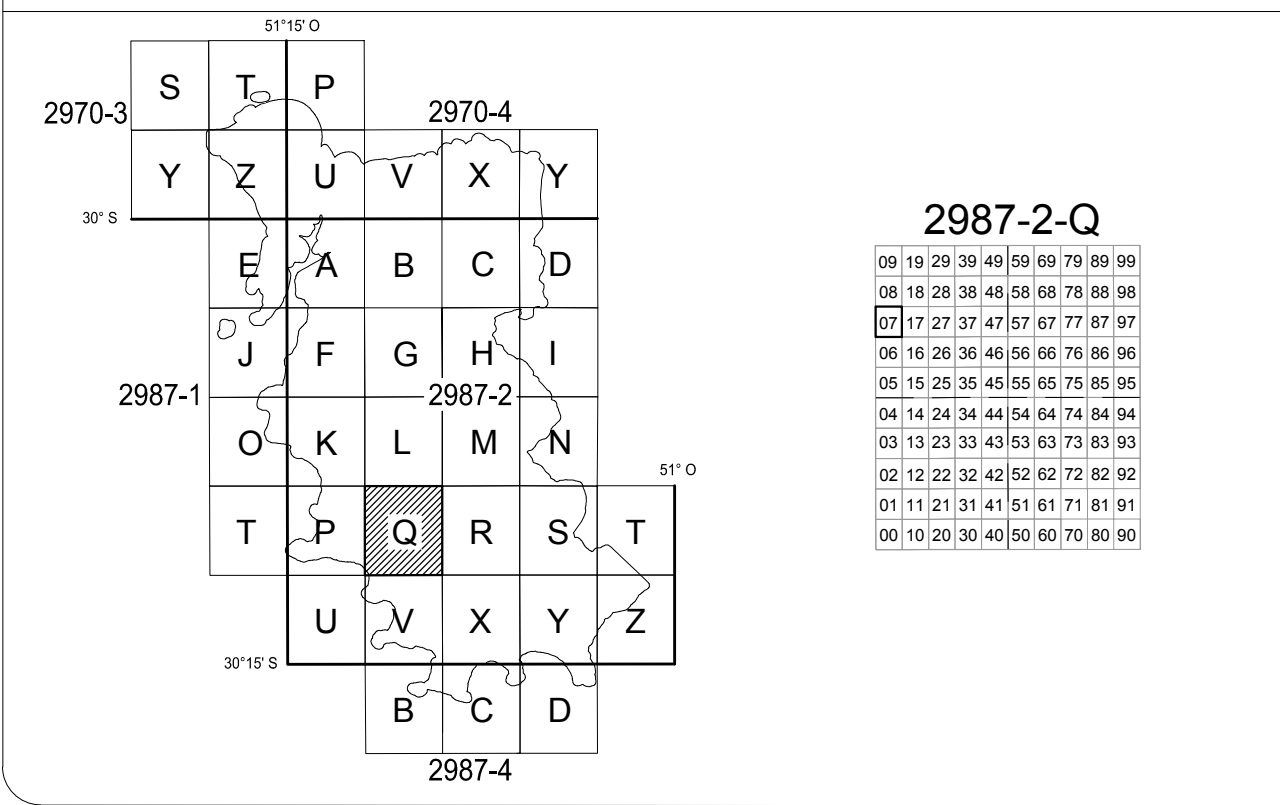 51°15' O
S T P
2970-3
2970-4
Y Z U V X Y
30° S
E A B C D
J F G H I
2987-1
2987-2
O K L M N
51° O
T P Q R S T
U V X Y Z
30°15' S
B C D
2987-4
2987-2-Q
09 19 29 39 49 59 69 79 89 99
08 18 28 38 48 58 68 78 88 98
07 17 27 37 47 57 67 77 87 97
06 16 26 36 46 56 66 76 86 96
05 15 25 35 45 55 65 75 85 95
04 14 24 34 44 54 64 74 84 94
03 13 23 33 43 53 63 73 83 93
02 12 22 32 42 52 62 72 82 92
01 11 21 31 41 51 61 71 81 91
00 10 20 30 40 50 60 70 80 90